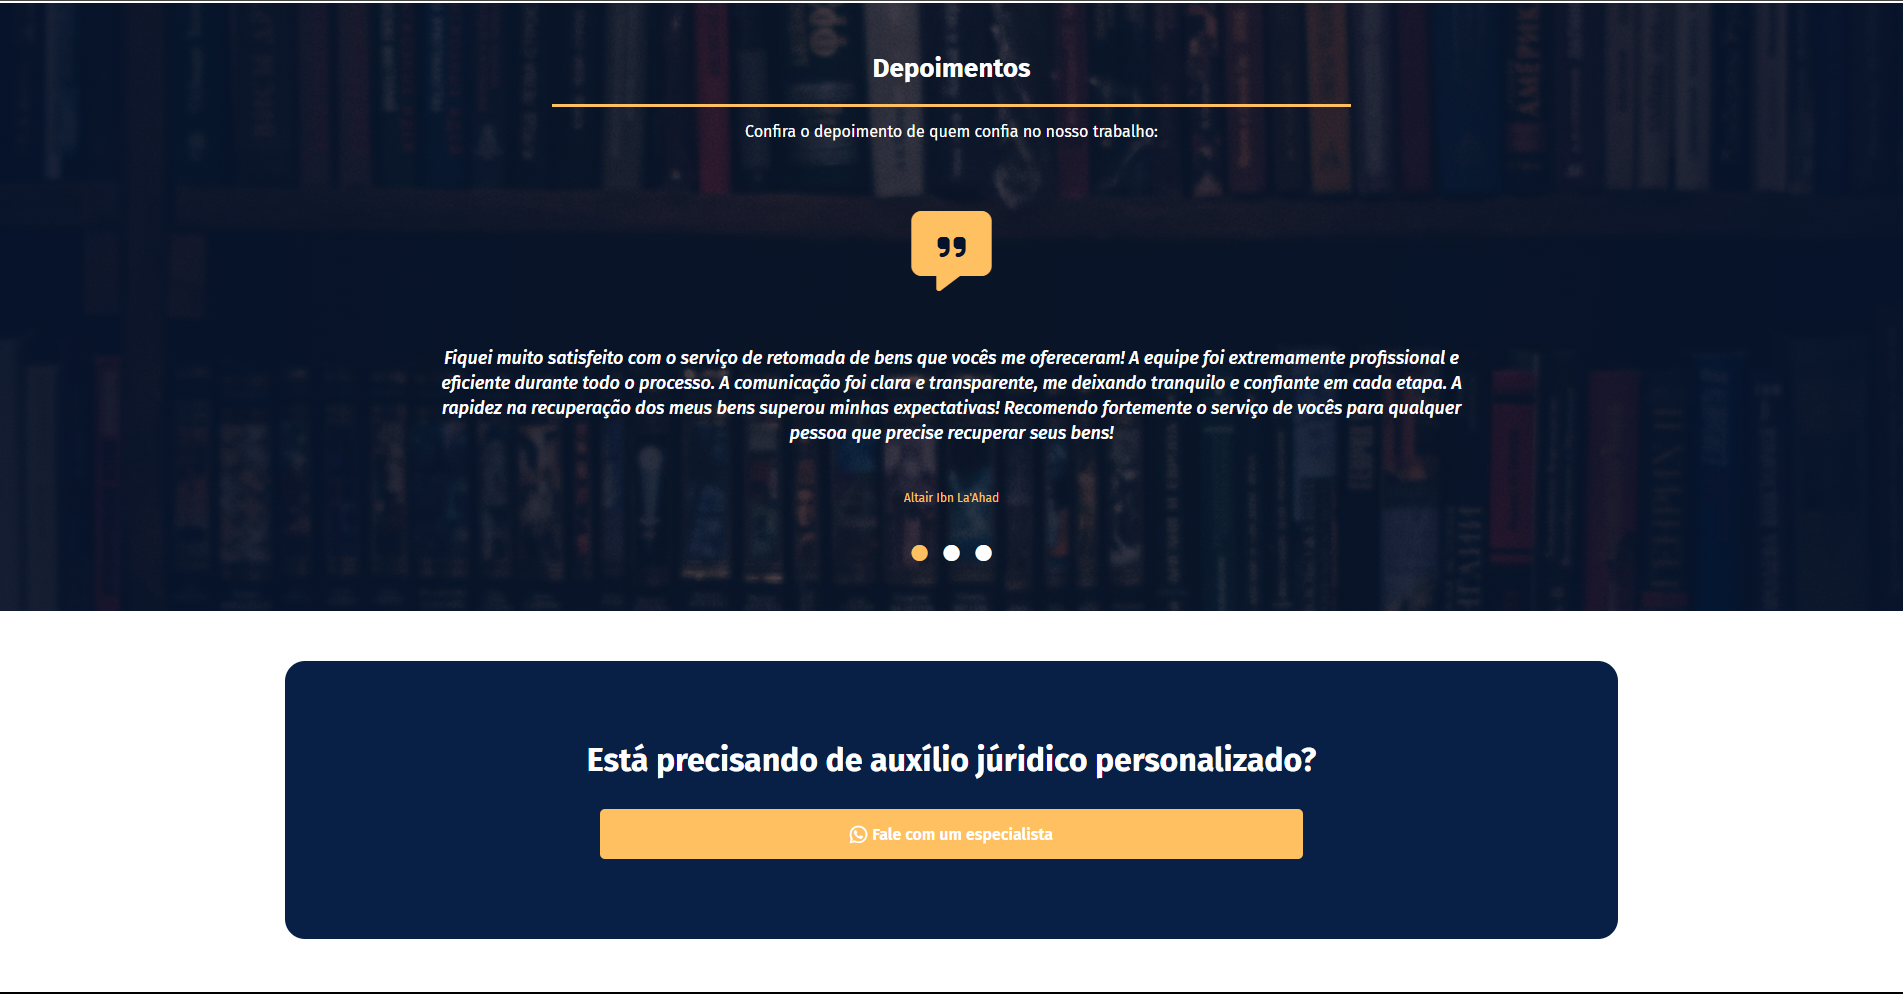 Depoimentos
Confira o depoimento de quem confia no nosso trabalho:
Fiquei muito satisfeito com o serviço de retomada de bens que vocês me ofereceram! A equipe foi extremamente profissional e
eficiente durante todo o processo. A comunicação foi clara e transparente, me deixando tranquilo e confiante em cada etapa. A
rapidez na recuperação dos meus bens superou minhas expectativas! Recomendo fortemente o serviço de vocês para qualquer
pessoa que precise recuperar seus bens!
Altair Ibn La'Ahad
Está precisando de auxílio júridico personalizado?
Fale com um especialista